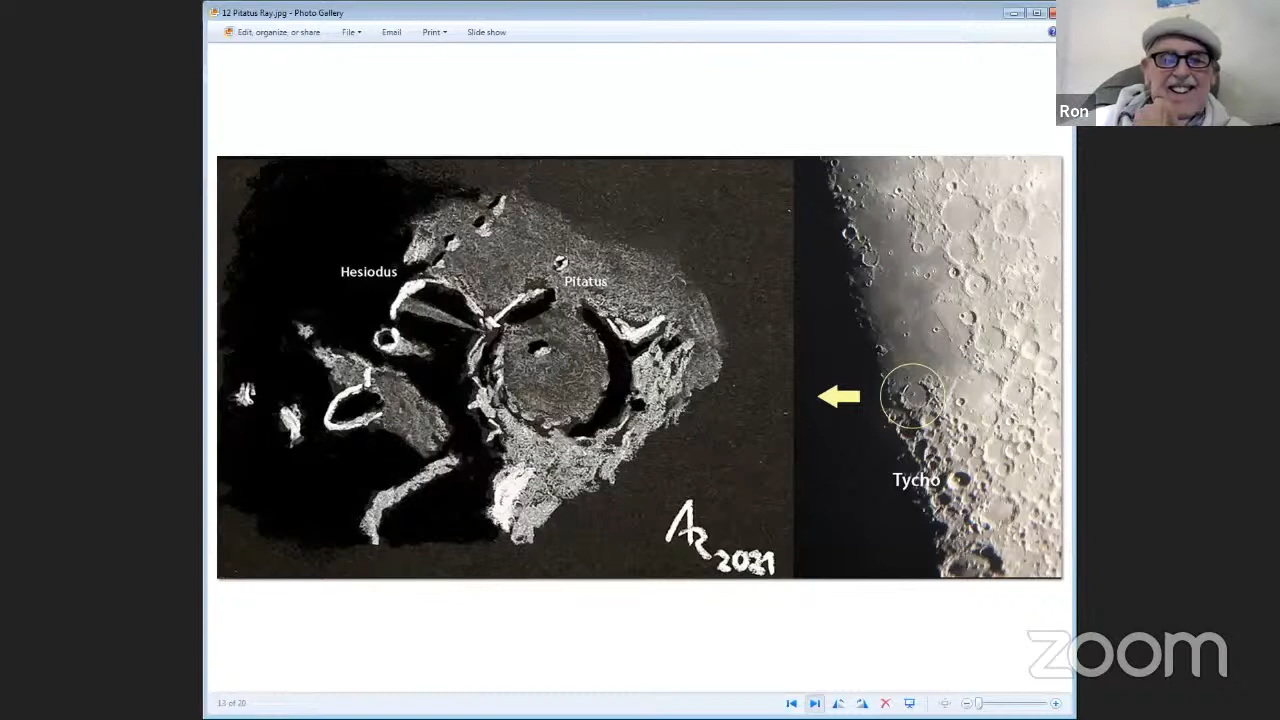 12 Pitatus Ray.jpg - Photo Gallery
Edit, organize, or share File Email Print Slide show
Ron
Hesiodus
Pitatus
Tycho
AR
2021
zoom
13 of 20